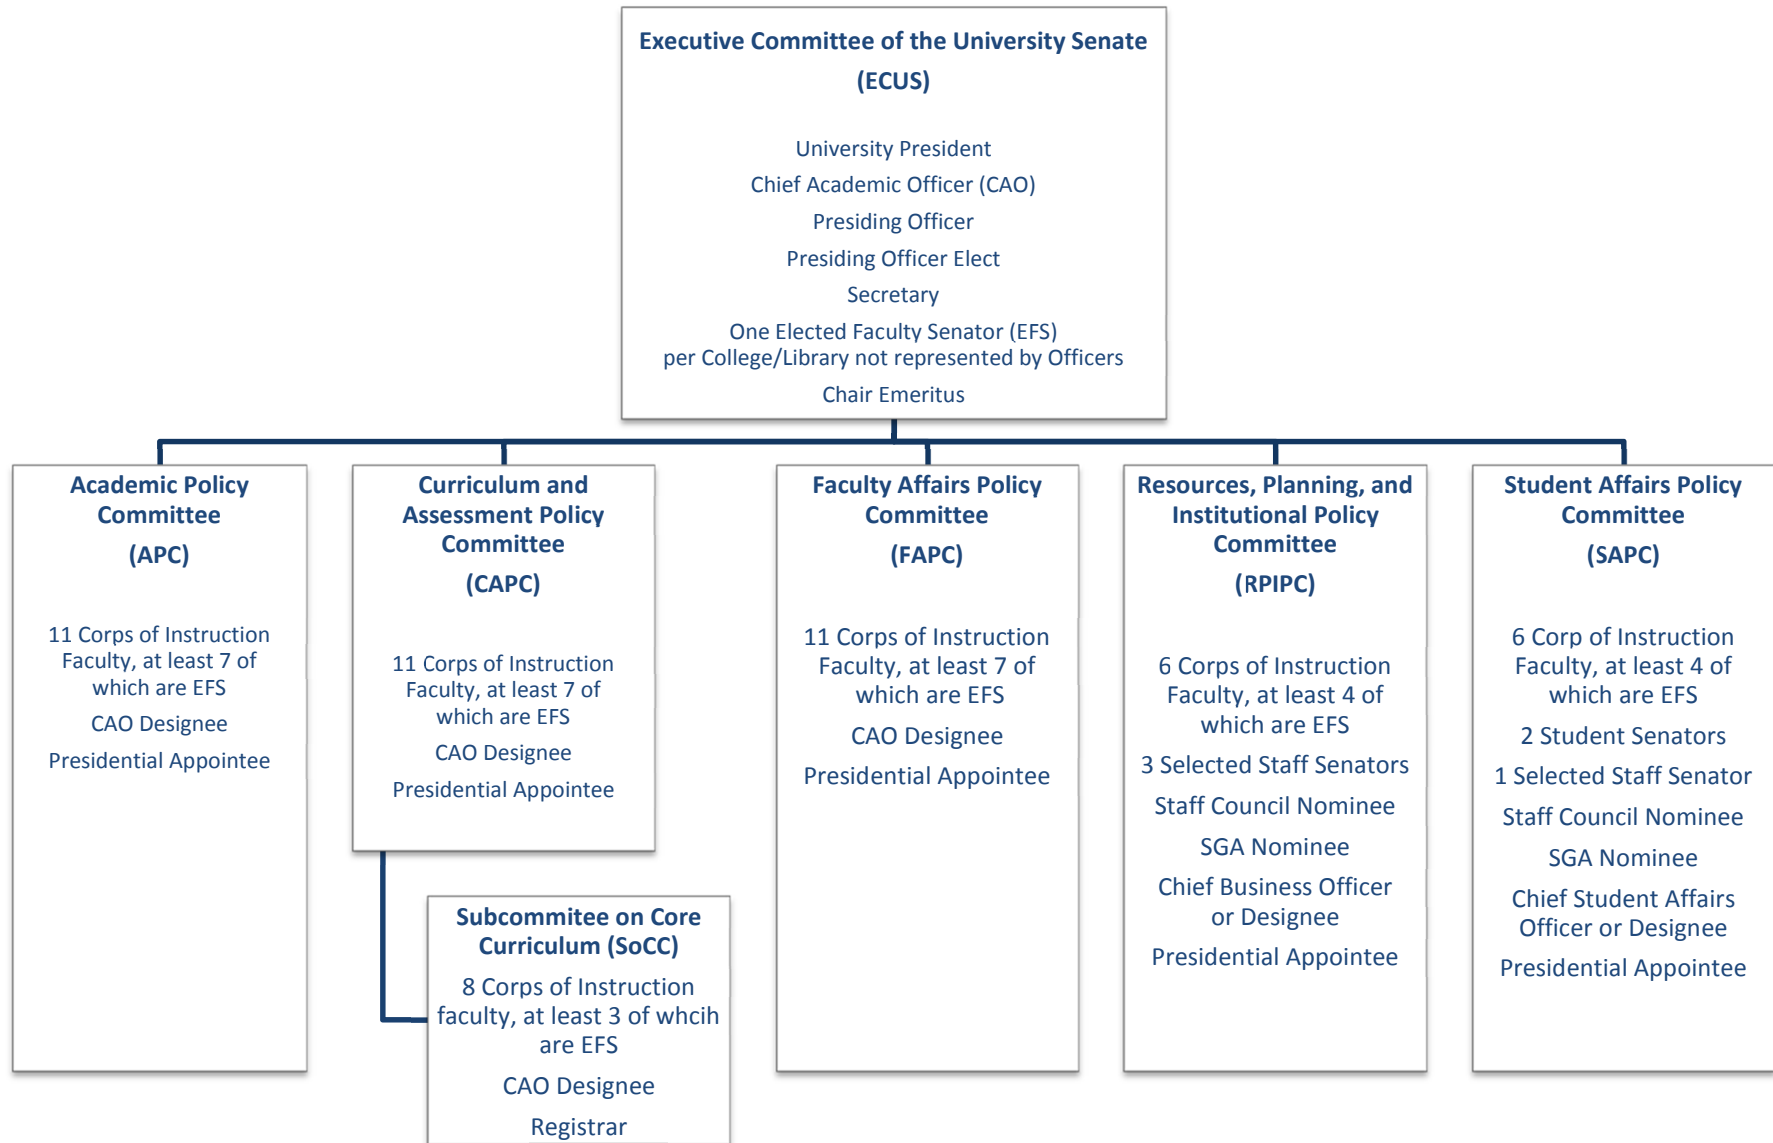 Executive Committee of the University Senate
(ECUS)
University President
Chief Academic Officer (CAO)
Presiding Officer
Presiding Officer Elect
Secretary
One Elected Faculty Senator (EFS)
per College/Library not represented by Officers
Chair Emeritus
Academic Policy
Committee
(APC)
11 Corps of Instruction
Faculty, at least 7 of
which are EFS
CAO Designee
Presidential Appointee
Curriculum and
Assessment Policy
Committee
(CAPC)
11 Corps of Instruction
Faculty, at least 7 of
which are EFS
CAO Designee
Presidential Appointee
Subcommitee on Core
Curriculum (SoCC)
8 Corps of Instruction
faculty, at least 3 of whcih
are EFS
CAO Designee
Registrar
Faculty Affairs Policy
Committee
(FAPC)
11 Corps of Instruction
Faculty, at least 7 of
which are EFS
CAO Designee
Presidential Appointee
Resources, Planning, and
Institutional Policy
Committee
(RPIPC)
6 Corps of Instruction
Faculty, at least 4 of
which are EFS
3 Selected Staff Senators
Staff Council Nominee
SGA Nominee
Chief Business Officer
or Designee
Presidential Appointee
Student Affairs Policy
Committee
(SAPC)
6 Corp of Instruction
Faculty, at least 4 of
which are EFS
2 Student Senators
1 Selected Staff Senator
Staff Council Nominee
SGA Nominee
Chief Student Affairs
Officer or Designee
Presidential Appointee